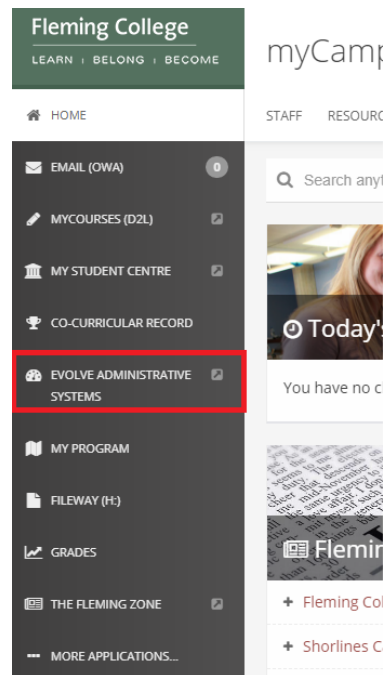 Fleming College
LEARN | BELONG | BECOME
myCamp
HOME
STAFF RESOURC
EMAIL (OWA) 0
Search anyt
MYCOURSES (D2L)
MY STUDENT CENTRE
CO-CURRICULAR RECORD
Today's
EVOLVE ADMINISTRATIVE
SYSTEMS
You have no c
MY PROGRAM
FILEWAY (H:)
GRADES
Flemin
THE FLEMING ZONE
+ Fleming Col
+ Shorlines Ca
MORE APPLICATIONS...